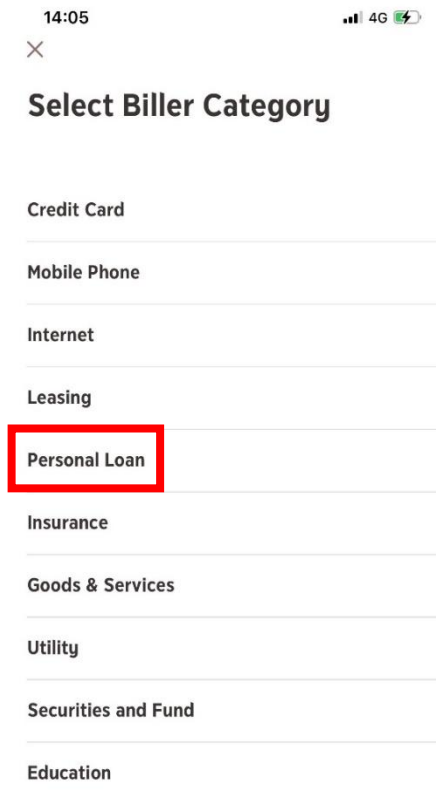 14:05 4G
Select Biller Category
Credit Card
Mobile Phone
Internet
Leasing
Personal Loan
Insurance
Goods & Services
Utility
Securities and Fund
Education